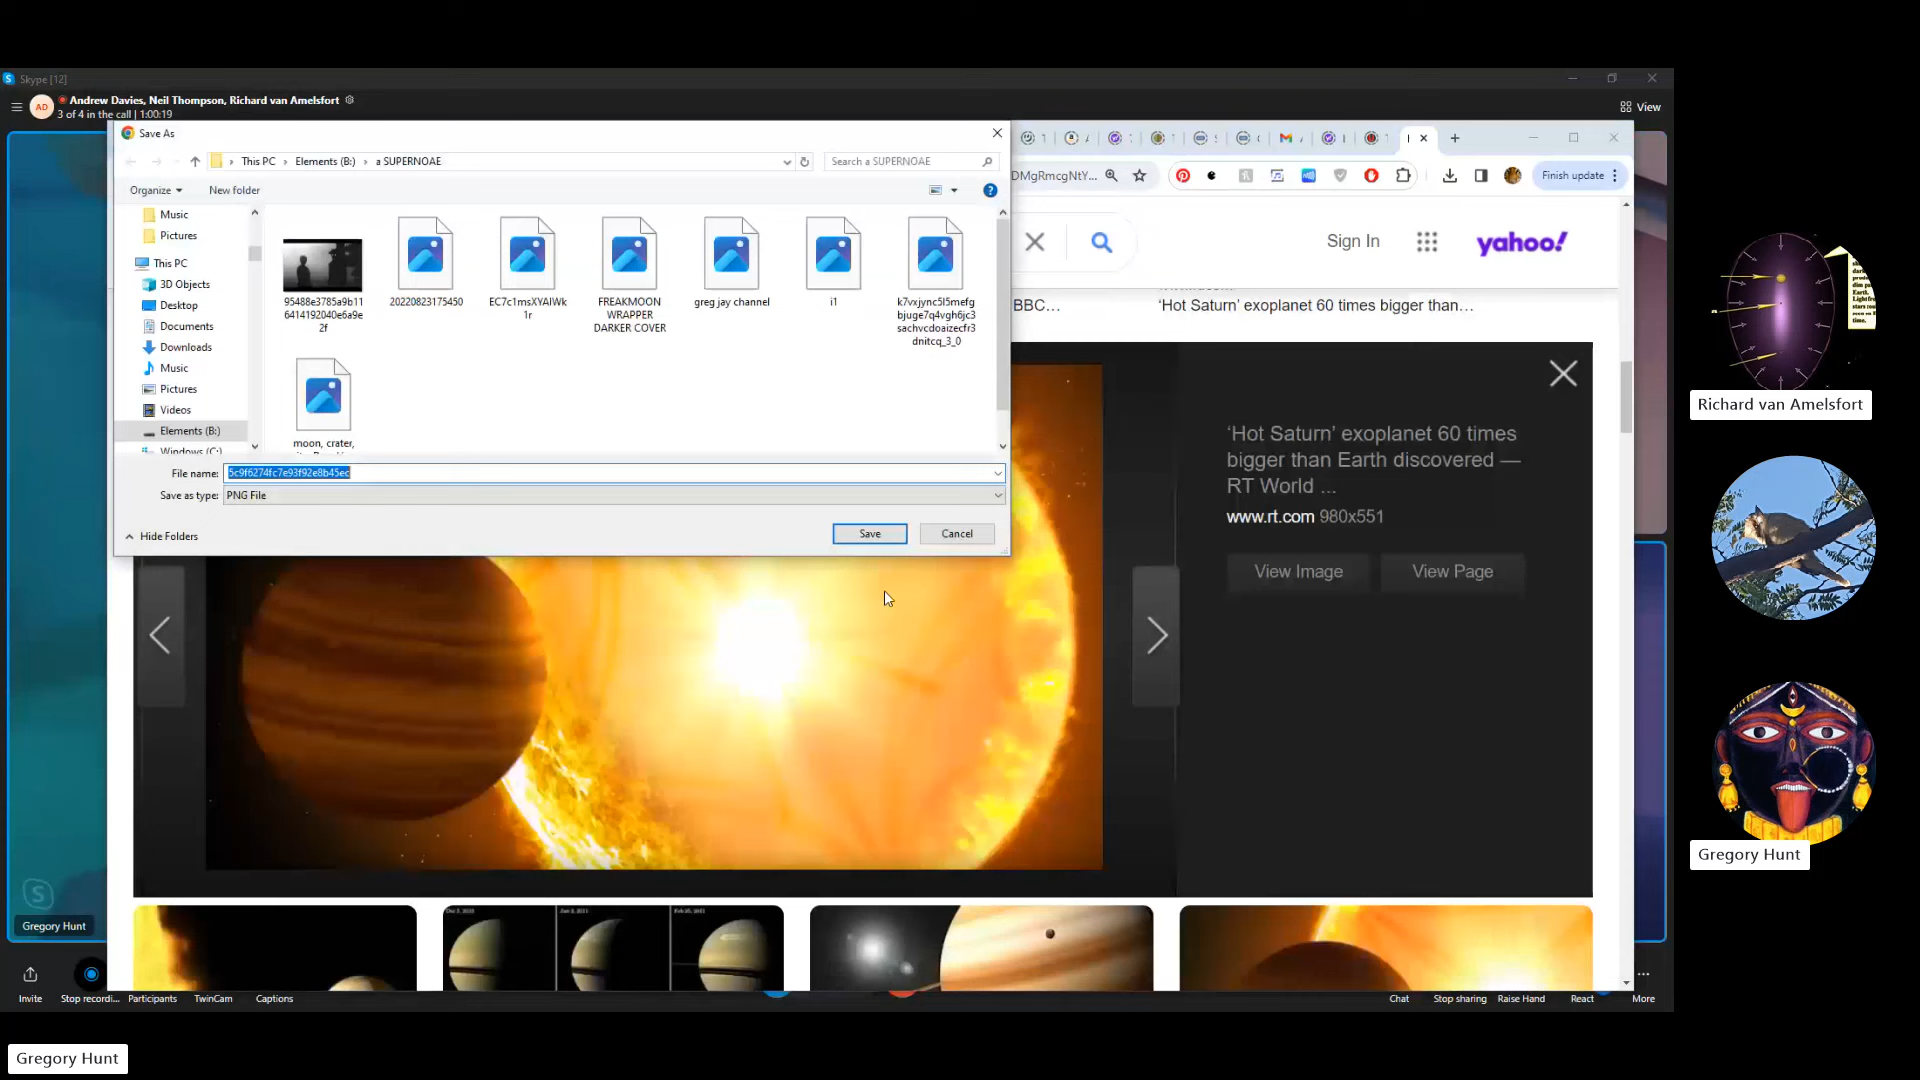 Skype [12]
AD
Andrew Davies, Neil Thompson, Richard van Amelsfort
3 of 4 in the call | 1:00:19
View
Save As
This PC > Elements (B:) > a SUPERNOAE
Search a SUPERNOAE
Organize
New folder
Music
Pictures
This PC
3D Objects
Desktop
Documents
Downloads
Music
Pictures
Videos
Elements (B:)
Windows (C:)
95488e3785a9b11
6414192040e6a9e
2f
20220823175450
EC7c1msXYAIWk
1r
FREAKMOON
WRAPPER
DARKER COVER
greg jay channel
i1
k7vxjync5l5mefg
bjuge7q4vgh6jc3
sachvcdoaizecfr3
dnitcq_3_0
moon, crater,
File name:
5c9f6274fc7e93f92e8b45ec
Save as type:
PNG File
Hide Folders
Save
Cancel
DMgRmcgNtY...
Finish update
Sign In
yahoo!
BBC...
‘Hot Saturn’ exoplanet 60 times bigger than...
‘Hot Saturn’ exoplanet 60 times
bigger than Earth discovered —
RT World ...
www.rt.com 980x551
View Image
View Page
Gregory Hunt
Invite
Stop recordi...
Participants
TwinCam
Captions
Chat
Stop sharing
Raise Hand
React
More
Richard van Amelsfort
Gregory Hunt
Gregory Hunt